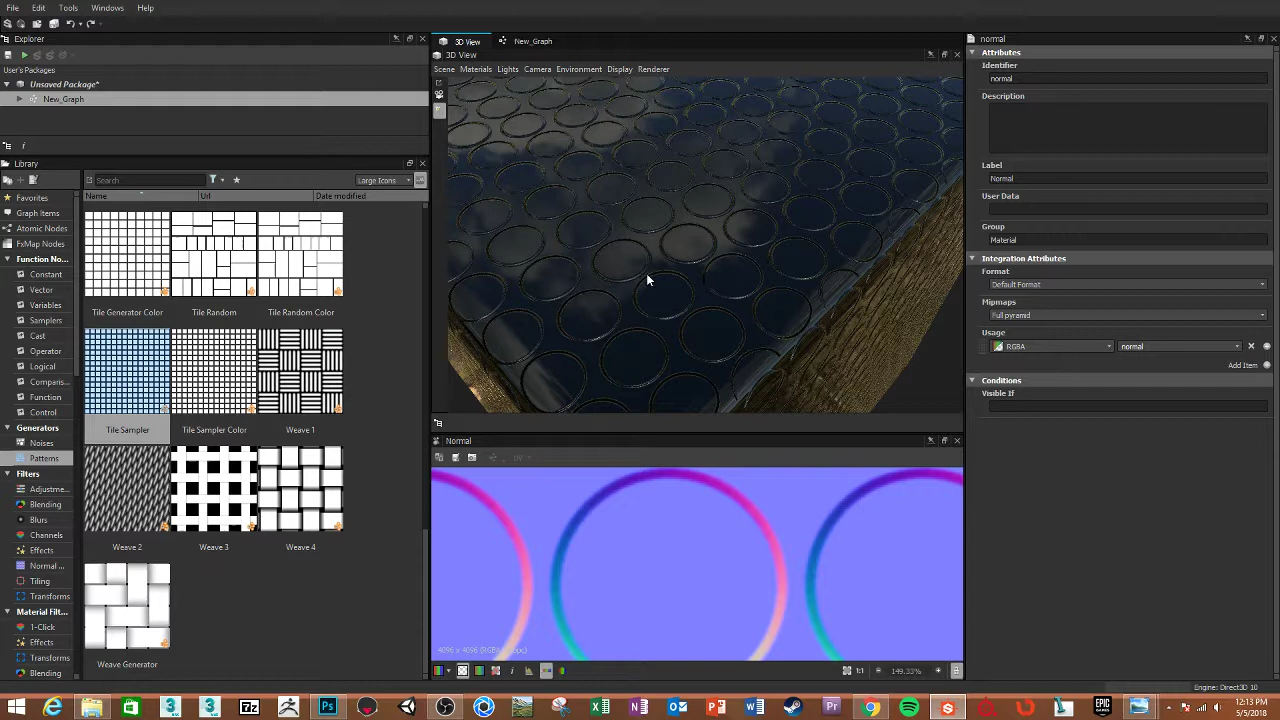 File Edit Tools Windows Help
Explorer
User's Packages
Unsaved Package*
New_Graph
i
Library
Search
Large Icons
Name Url Date modified
Favorites
Graph Items
Atomic Nodes
FxMap Nodes
Function No...
Constant
Vector
Variables
Samplers
Cast
Operator
Logical
Comparis...
Function
Control
Generators
Noises
Patterns
Filters
Adjustme...
Blending
Blurs
Channels
Effects
Normal ...
Tiling
Transforms
Material Filt...
1-Click
Effects
Transforms
Blending
Tile Generator Color
Tile Random
Tile Random Color
Tile Sampler
Tile Sampler Color
Weave 1
Weave 2
Weave 3
Weave 4
Weave Generator
3D View New_Graph
3D View
Scene Materials Lights Camera Environment Display Renderer
Normal
UV
1:1
149.33%
normal
Attributes
Identifier
normal
Description
Label
Normal
User Data
Group
Material
Integration Attributes
Format
Default Format
Mipmaps
Full pyramid
Usage
RGBA
normal
Add Item
Conditions
Visible If
Engine: Direct3D 10
12:13 PM
5/5/2018